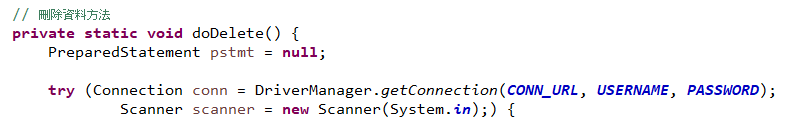 // 刪除資料方法
private static void doDelete() {
    PreparedStatement pstmt = null;

    try (Connection conn = DriverManager.getConnection(CONN_URL, USERNAME, PASSWORD);
            Scanner scanner = new Scanner(System.in);) {